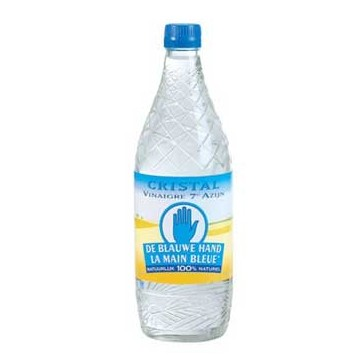 CRISTAL
VINAIGRE 7° AZIJN
DE BLAUWE HAND
LA MAIN BLEUE
NATUURLIJK 100% NATUREL